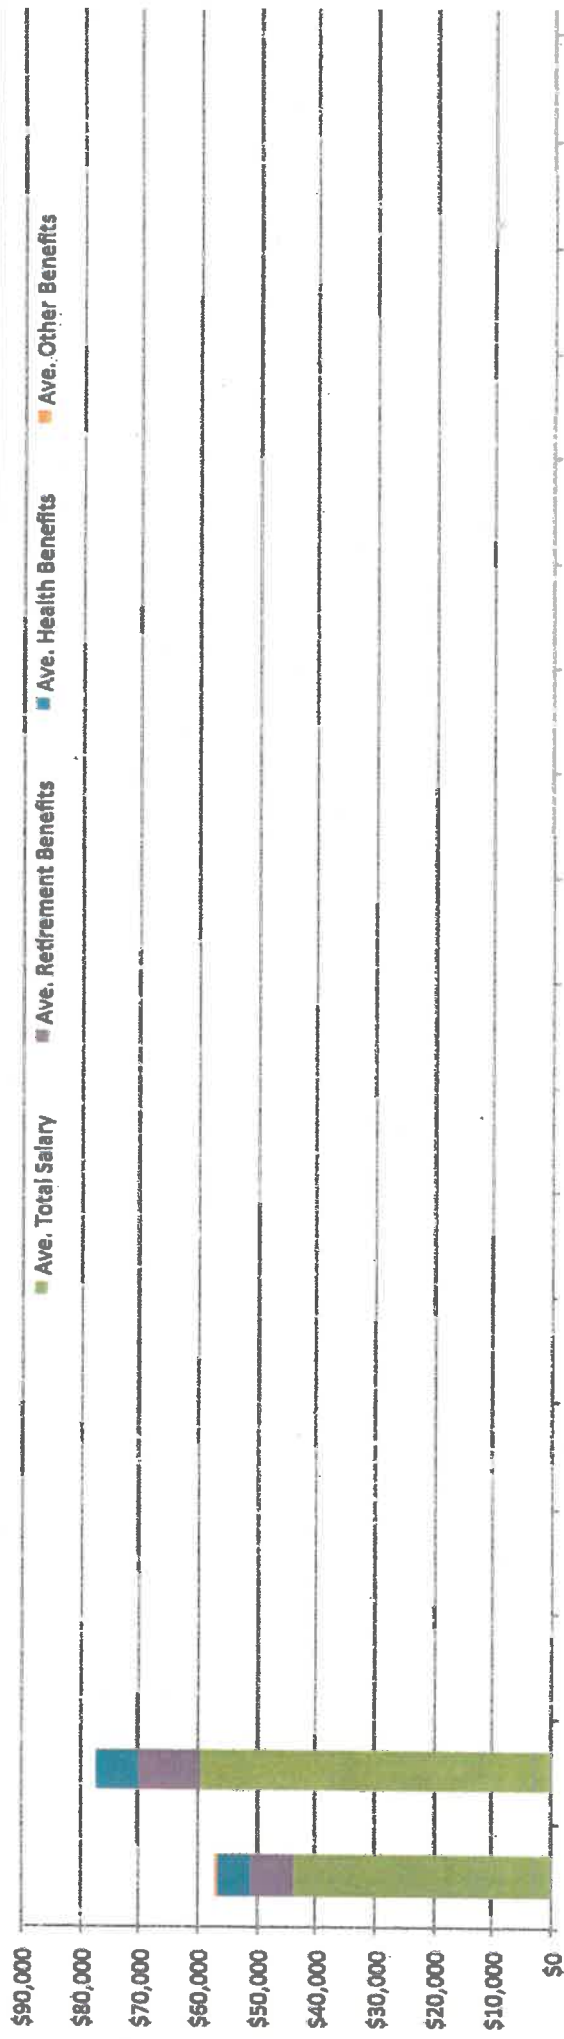 $90,000
$80,000
$70,000
$60,000
$50,000
$40,000
$30,000
$20,000
$10,000
$0
Ave. Total Salary
Ave. Retirement Benefits
Ave. Health Benefits
Ave. Other Benefits